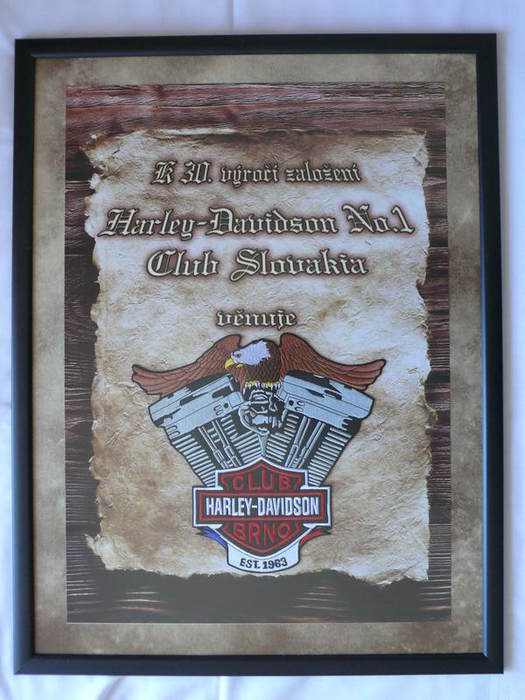 K 30. výročí založení
Harley-Davidson No.1
Club Slovakia
věnuje
CLUB
HARLEY-DAVIDSON
BRNO
EST. 1963